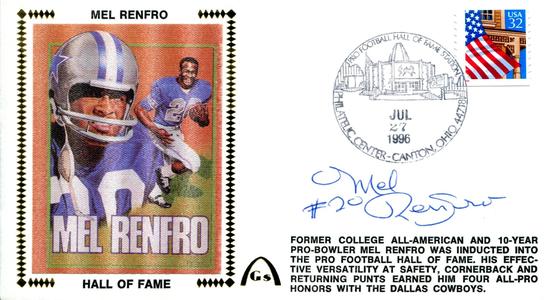 MEL RENFRO
MEL RENFRO
HALL OF FAME
20
Gs
PRO FOOTBALL HALL OF FAME STATION
JUL
27
1996
PHILATELIC CENTER - CANTON, OHIO 44718
USA
32
Mel
#20 Renfro
FORMER COLLEGE ALL-AMERICAN AND 10-YEAR
PRO-BOWLER MEL RENFRO WAS IINDUCTED INTO
THE PRO FOOTBALL HALL OF FAME. HIS EFFEC-
TIVE VERSATILITY AT SAFETY, CORNERBACK AND
RETURNING PUNTS EARNED HIM FOUR ALL-PRO
HONORS WITH THE DALLAS COWBOYS.